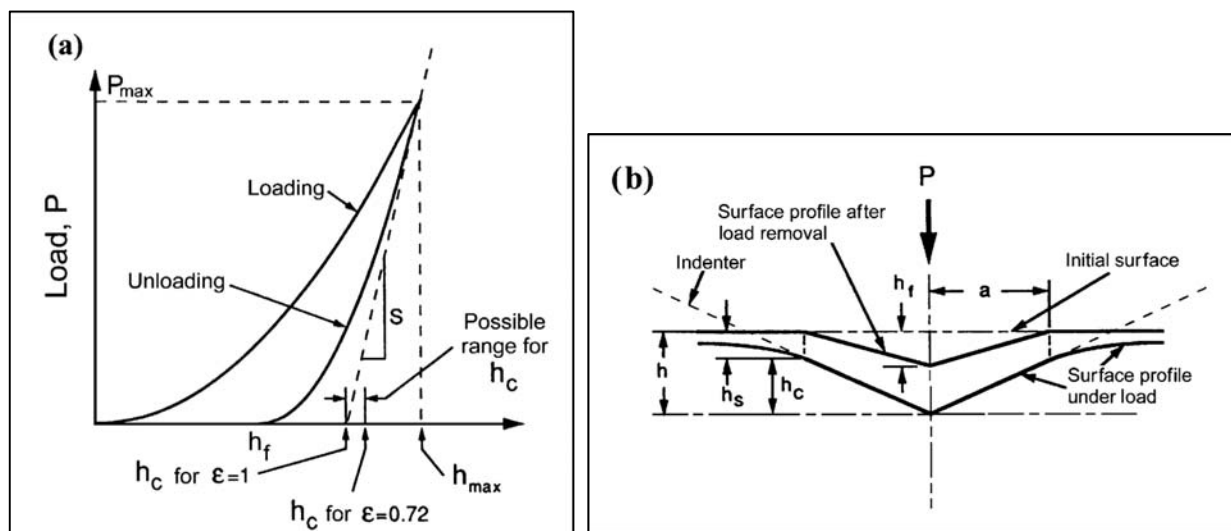 (a)
Pmax
Loading
Unloading
Load, P
S
Possible
range for
hc
hf
hc for ε=1
hmax
hc for ε=0.72
(b)
P
Surface profile after
load removal
Indenter
hf
a
Initial surface
h
hs
hc
Surface profile
under load